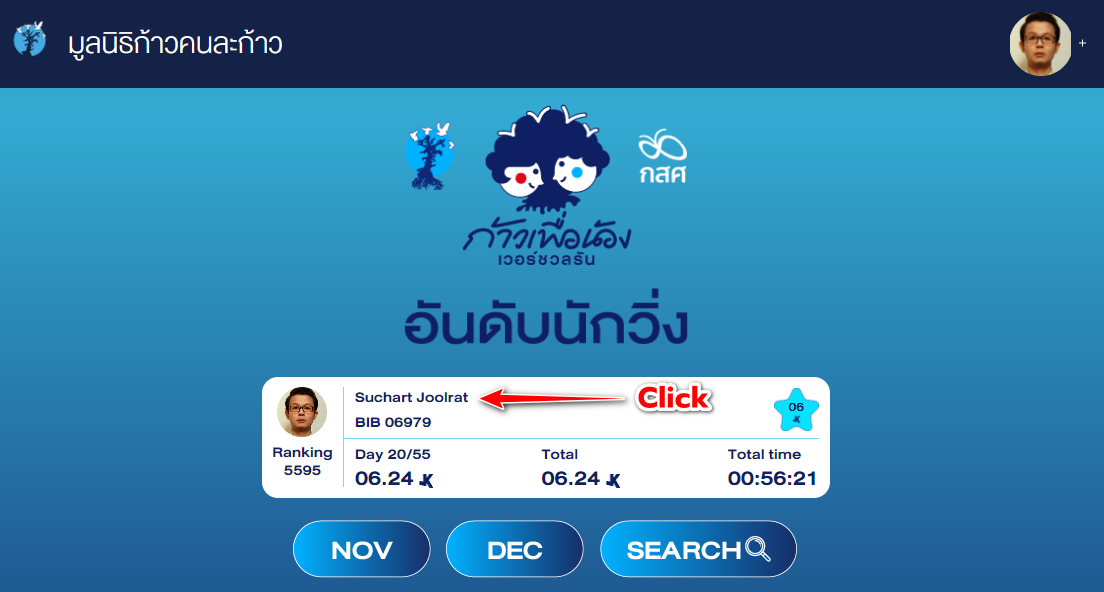 มูลนิธิก้าวคนละก้าว
+
กสศ
ก้าวเพื่อน้อง
เวอร์ชวลรัน
อันดับนักวิ่ง
Suchart Joolrat
Click
06
K
BIB 06979
Ranking
5595
Day 20/55
Total
Total time
06.24 K
06.24 K
00:56:21
NOV
DEC
SEARCH